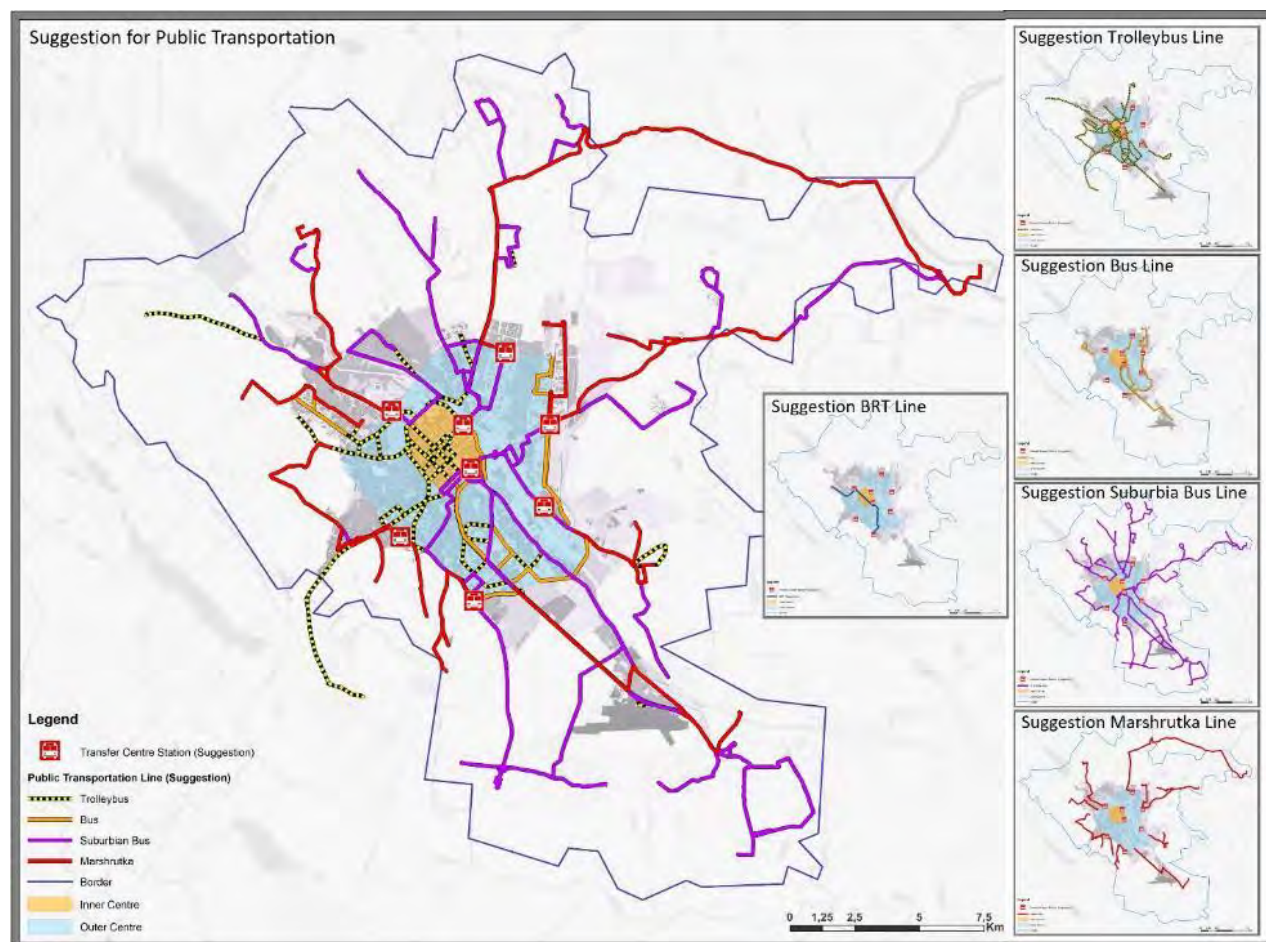 Suggestion for Public Transportation
Suggestion Trolleybus Line
Suggestion Bus Line
Suggestion BRT Line
Suggestion Suburbia Bus Line
Suggestion Marshrutka Line
Legend
Transfer Centre Station (Suggestion)
Public Transportation Line (Suggestion)
Trolleybus
Bus
Suburbian Bus
Marshrutka
Border
Inner Centre
Outer Centre
0 1,25 2,5 5 7,5
Km